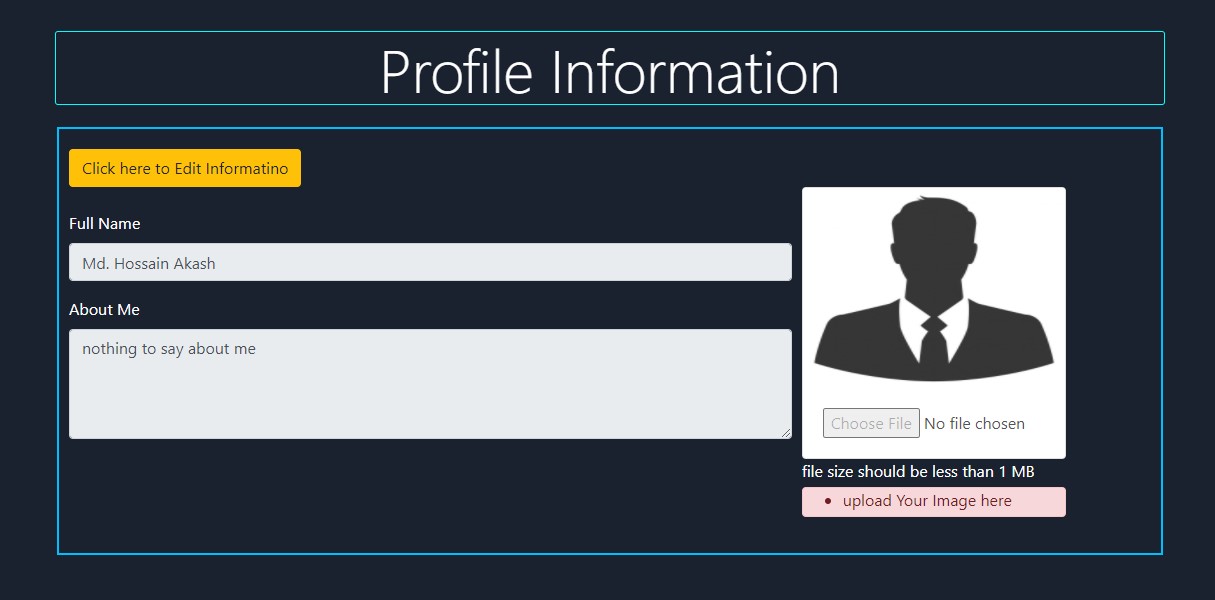 Profile Information
Click here to Edit Informatino
Full Name
Md. Hossain Akash
About Me
nothing to say about me
Choose File No file chosen
file size should be less than 1 MB
upload Your Image here